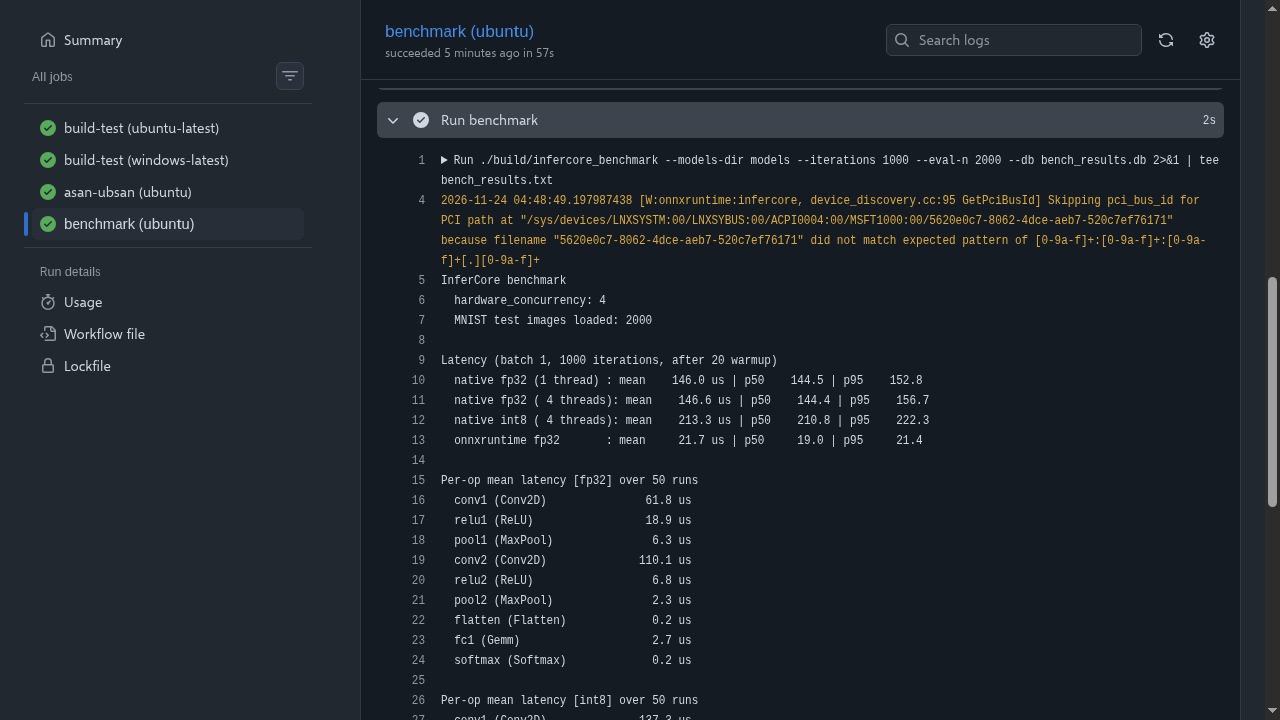 Summary
All jobs
build-test (ubuntu-latest)
build-test (windows-latest)
asan-ubsan (ubuntu)
benchmark (ubuntu)
Run details
Usage
Workflow file
Lockfile
benchmark (ubuntu)
succeeded 5 minutes ago in 57s
Search logs
Run benchmark 2s
1 Run ./build/infercore_benchmark --models-dir models --iterations 1000 --eval-n 2000 --db bench_results.db 2>&1 | tee
bench_results.txt
4 2026-11-24 04:48:49.197987438 [W:onnxruntime:infercore, device_discovery.cc:95 GetPciBusId] Skipping pci_bus_id for
PCI path at "/sys/devices/LNXSYSTM:00/LNXSYBUS:00/ACPI0004:00/MSFT1000:00/5620e0c7-8062-4dce-aeb7-520c7ef76171"
because filename "5620e0c7-8062-4dce-aeb7-520c7ef76171" did not match expected pattern of [0-9a-f]+:[0-9a-f]+:[0-9a-
f]+[.][0-9a-f]+
5 InferCore benchmark
6 hardware_concurrency: 4
7 MNIST test images loaded: 2000
8
9 Latency (batch 1, 1000 iterations, after 20 warmup)
10 native fp32 (1 thread) : mean 146.0 us | p50 144.5 | p95 152.8
11 native fp32 ( 4 threads): mean 146.6 us | p50 144.4 | p95 156.7
12 native int8 ( 4 threads): mean 213.3 us | p50 210.8 | p95 222.3
13 onnxruntime fp32 : mean 21.7 us | p50 19.0 | p95 21.4
14
15 Per-op mean latency [fp32] over 50 runs
16 conv1 (Conv2D) 61.8 us
17 relu1 (ReLU) 18.9 us
18 pool1 (MaxPool) 6.3 us
19 conv2 (Conv2D) 110.1 us
20 relu2 (ReLU) 6.8 us
21 pool2 (MaxPool) 2.3 us
22 flatten (Flatten) 0.2 us
23 fc1 (Gemm) 2.7 us
24 softmax (Softmax) 0.2 us
25
26 Per-op mean latency [int8] over 50 runs
27 conv1 (Conv2D) 137.3 us